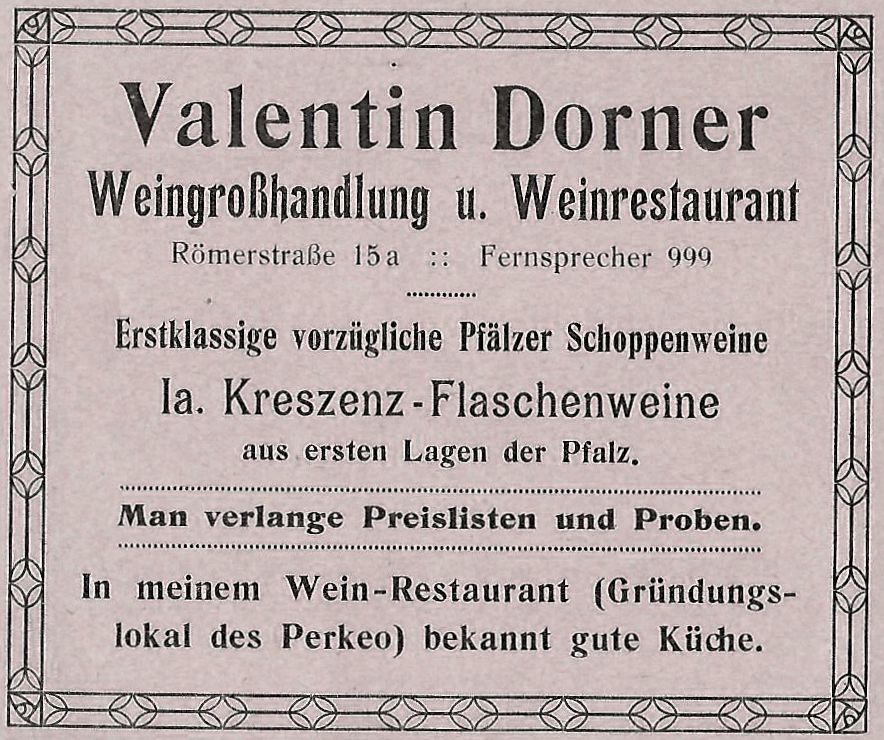 Valentin Dorner
Weingroßhandlung u. Weinrestaurant
Römerstraße 15a :: Fernsprecher 999
Erstklassige vorzügliche Pfälzer Schoppenweine
Ia. Kreszenz-Flaschenweine
aus ersten Lagen der Pfalz.
Man verlange Preislisten und Proben.
In meinem Wein-Restaurant (Gründungs-
lokal des Perkeo) bekannt gute Küche.